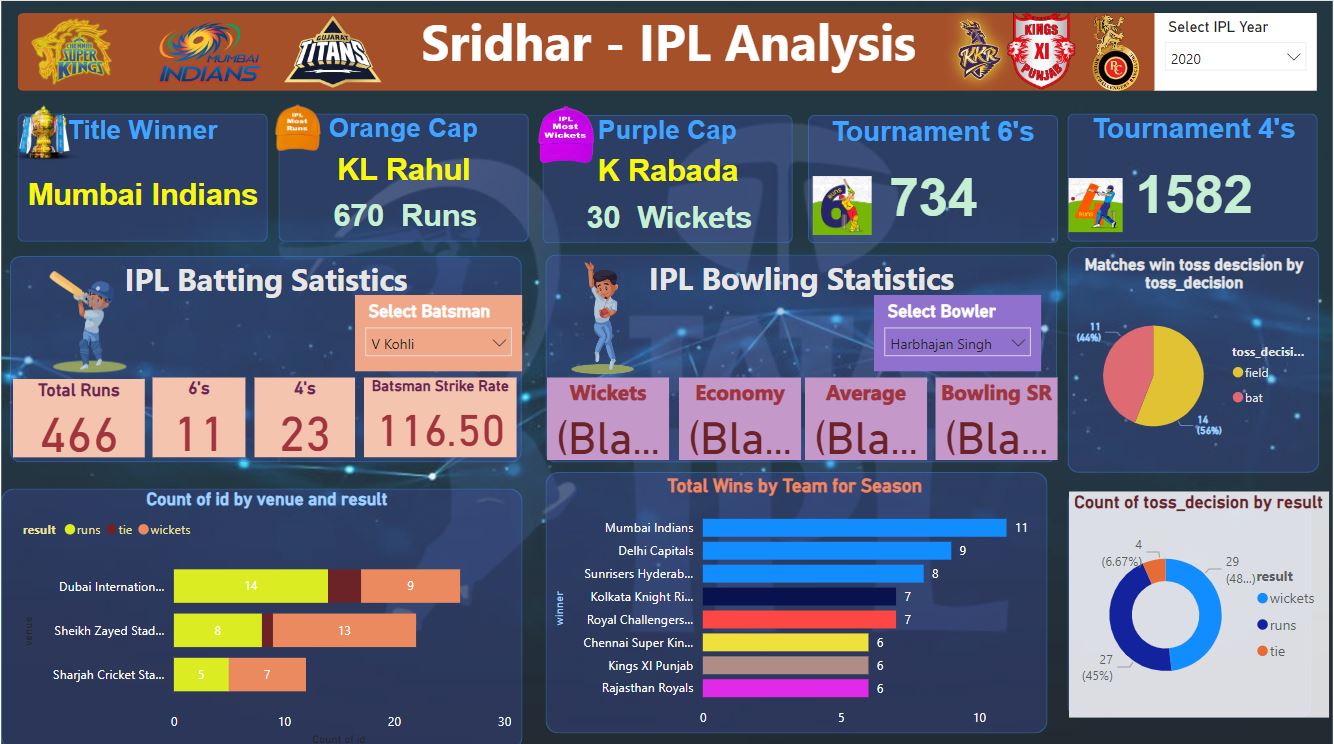 CHENNAI
SUPER
KINGS
MUMBAI
INDIANS
GUJARAT
TITANS
Sridhar - IPL Analysis
KKR
KINGS
XI
PUNJAB
RC
Select IPL Year
2020
Title Winner
Mumbai Indians
IPL
Most
Runs
Orange Cap
KL Rahul
670 Runs
IPL
Most
Wickets
Purple Cap
K Rabada
30 Wickets
Tournament 6's
6
RUNS
734
Tournament 4's
4
RUNS
1582
IPL Batting Satistics
Select Batsman
V Kohli
Total Runs
466
6's
11
4's
23
Batsman Strike Rate
116.50
IPL Bowling Statistics
Select Bowler
Harbhajan Singh
Wickets
(Bla...
Economy
(Bla...
Average
(Bla...
Bowling SR
(Bla...
Matches win toss descision by
toss_decision
11
(44%)
14
(56%)
toss_decisi...
field
bat
Count of id by venue and result
result runs tie wickets
venue
Dubai Internation...
14 9
Sheikh Zayed Stad...
8 13
Sharjah Cricket Sta...
5 7
0 10 20 30
Count of id
TATA
IPL
Total Wins by Team for Season
winner
Mumbai Indians 11
Delhi Capitals 9
Sunrisers Hyderab... 8
Kolkata Knight Ri... 7
Royal Challengers... 7
Chennai Super Kin... 6
Kings XI Punjab 6
Rajasthan Royals 6
0 5 10
Count of toss_decision by result
4
(6.67%)
29
(48...)
27
(45%)
result
wickets
runs
tie